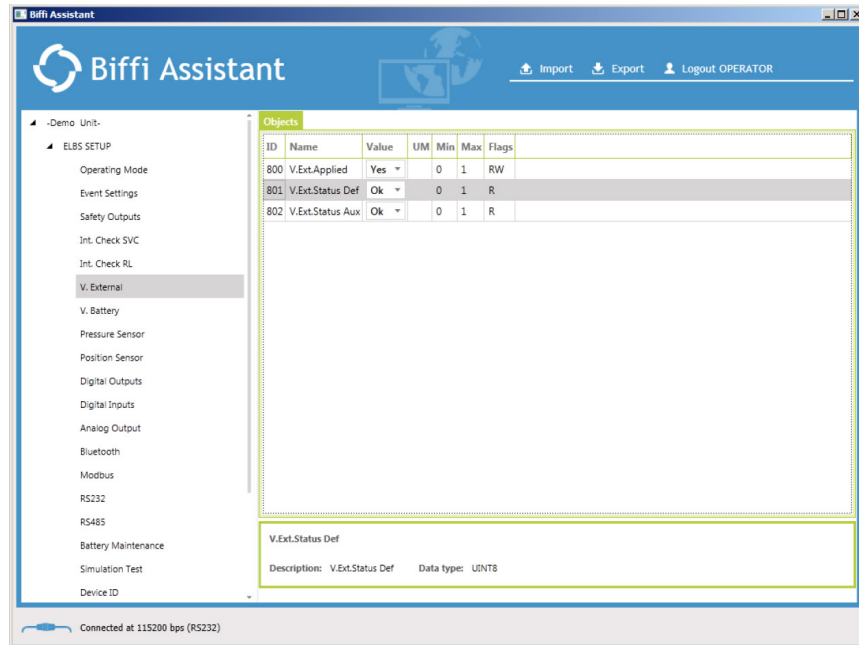 Biffi Assistant
Biffi Assistant
Import Export Logout OPERATOR
-Demo Unit-
ELBS SETUP
Operating Mode
Event Settings
Safety Outputs
Int. Check SVC
Int. Check RL
V. External
V. Battery
Pressure Sensor
Position Sensor
Digital Outputs
Digital Inputs
Analog Output
Bluetooth
Modbus
RS232
RS485
Battery Maintenance
Simulation Test
Device ID
Objects
ID Name Value UM Min Max Flags
800 V.Ext.Applied Yes 0 1 RW
801 V.Ext.Status Def Ok 0 1 R
802 V.Ext.Status Aux Ok 0 1 R
V.Ext.Status Def
Description: V.Ext.Status Def Data type: UINT8
Connected at 115200 bps (RS232)